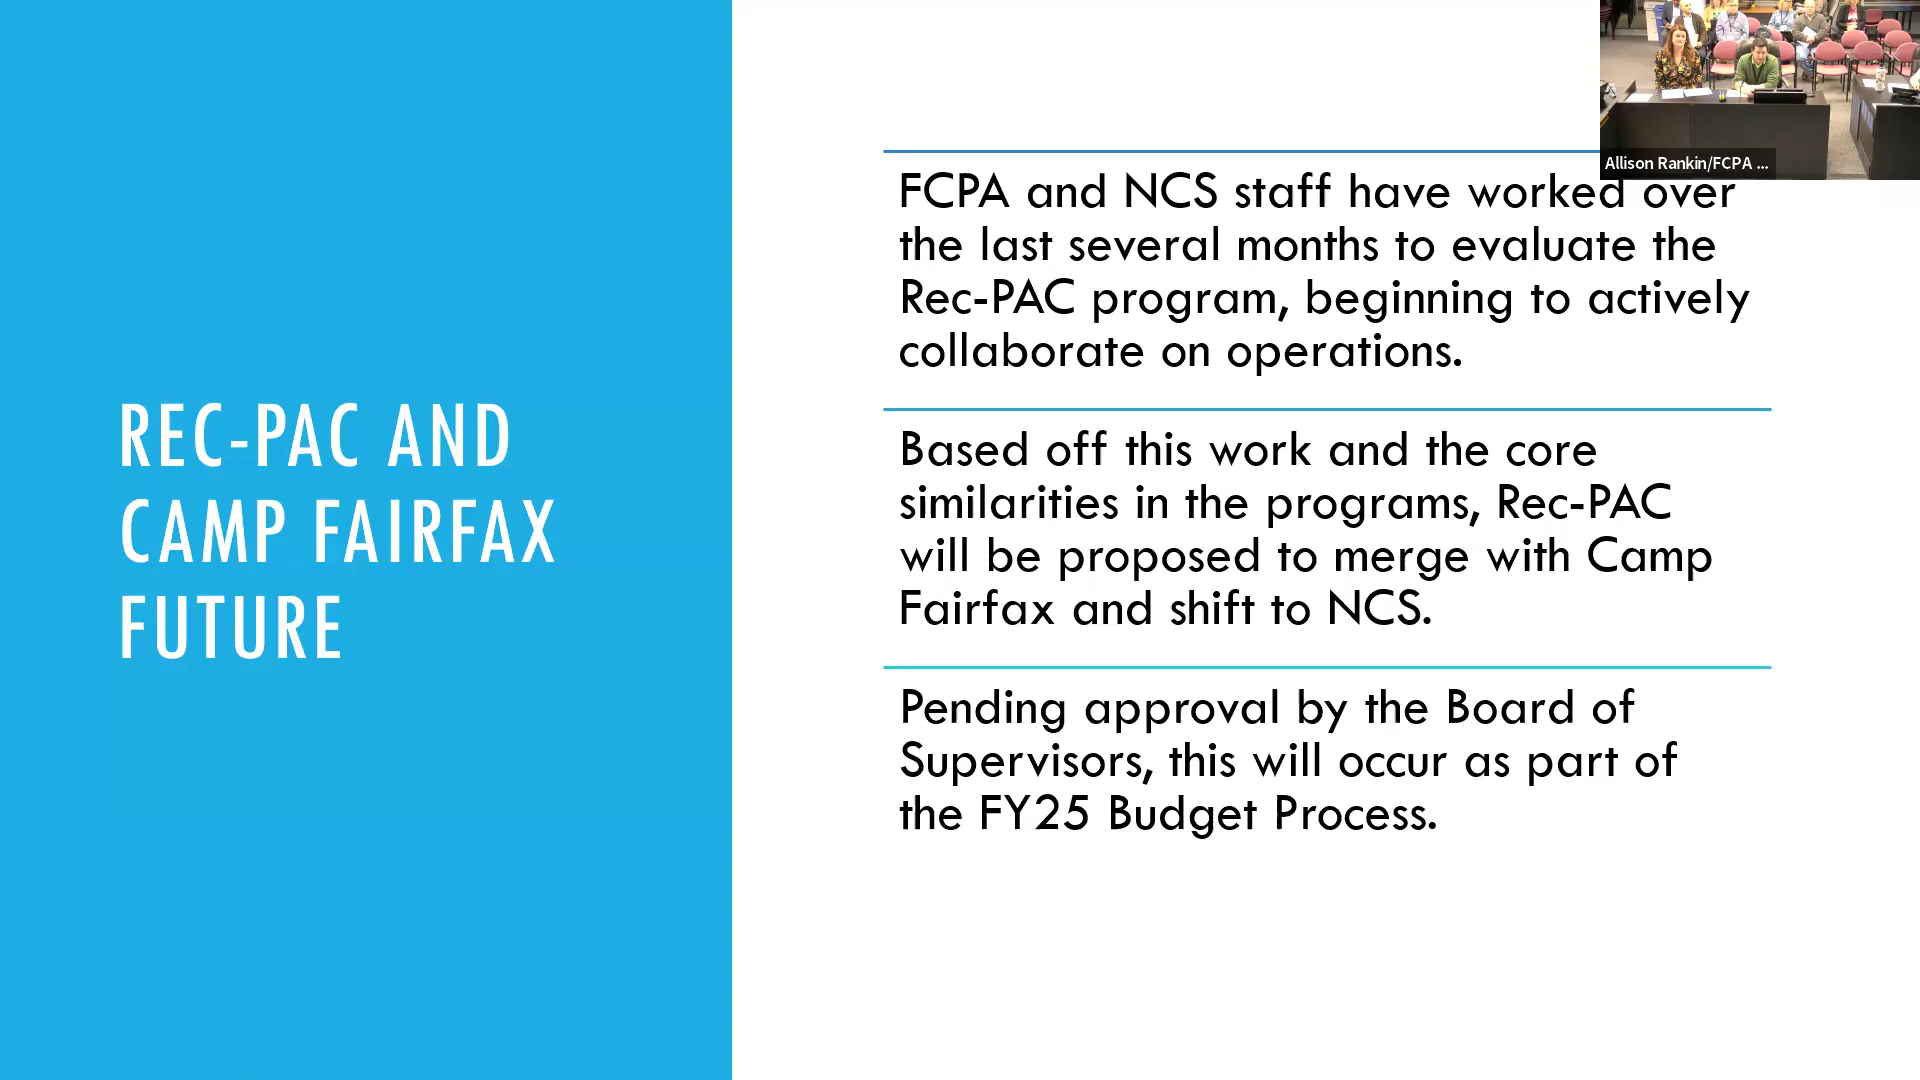 REC-PAC AND
CAMP FAIRFAX
FUTURE
FCPA and NCS staff have worked over
the last several months to evaluate the
Rec-PAC program, beginning to actively
collaborate on operations.
Based off this work and the core
similarities in the programs, Rec-PAC
will be proposed to merge with Camp
Fairfax and shift to NCS.
Pending approval by the Board of
Supervisors, this will occur as part of
the FY25 Budget Process.
Allison Rankin/FCPA ...